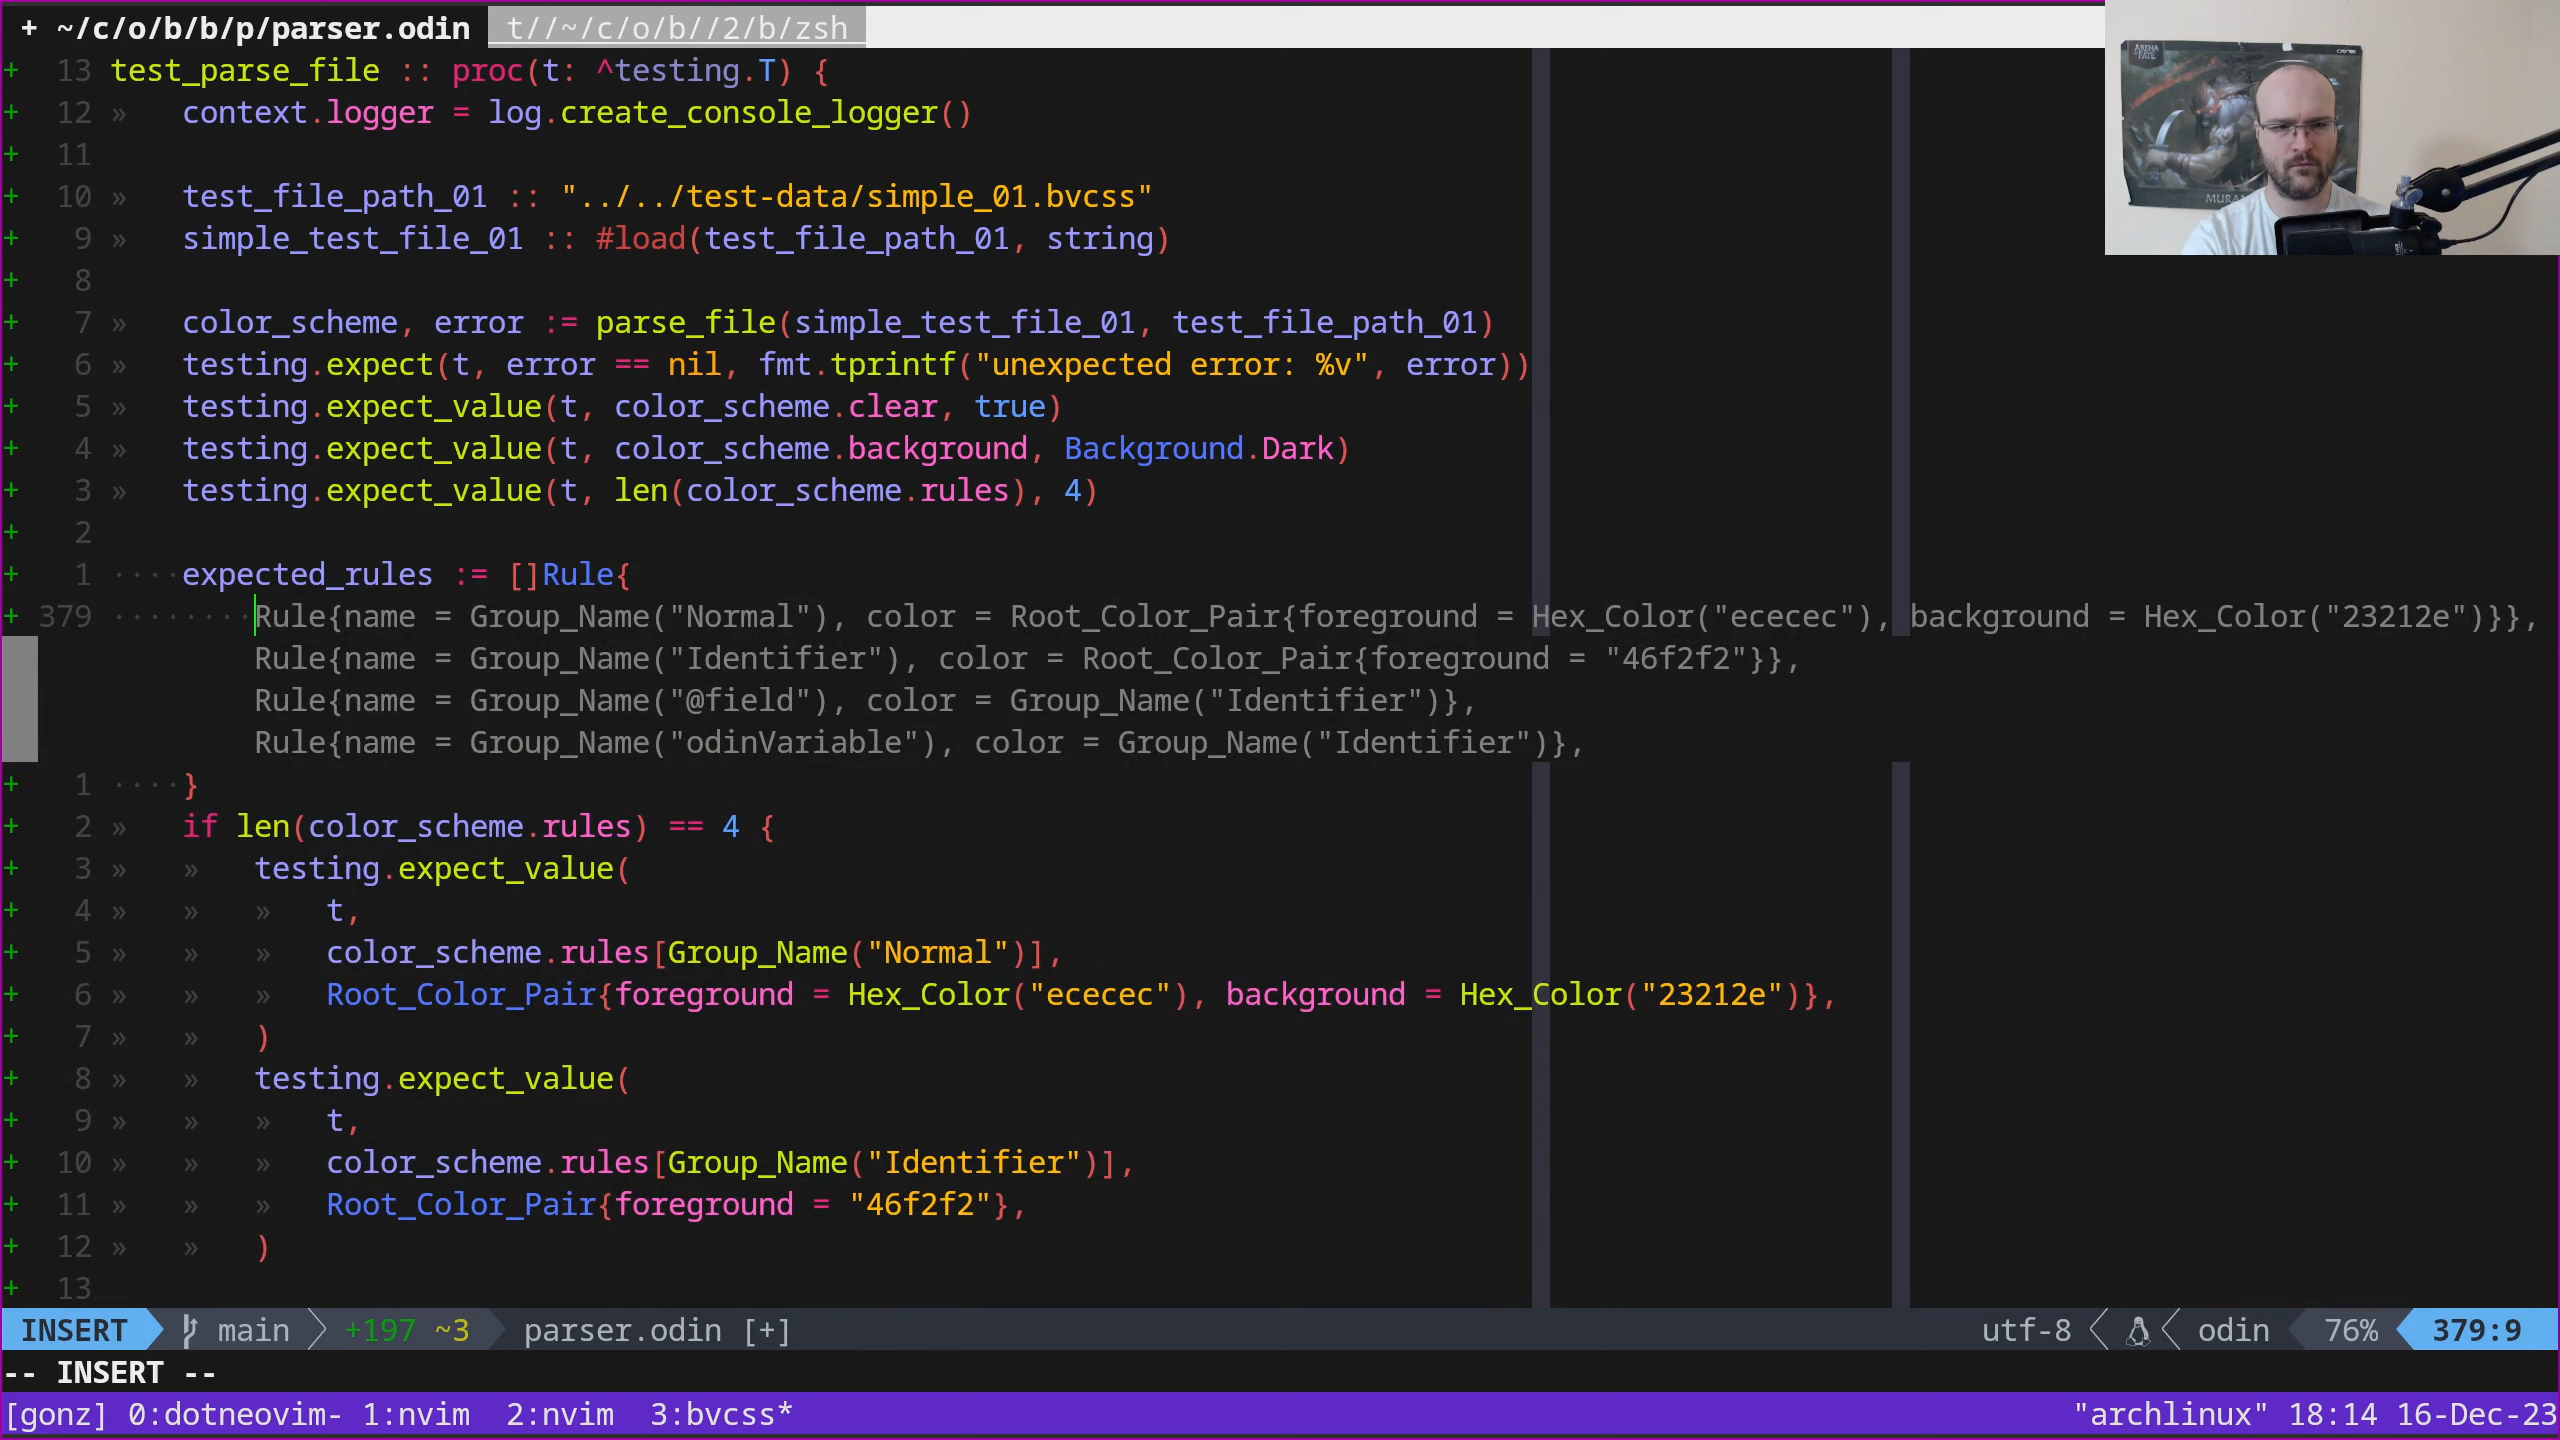 + ~/c/o/b/b/p/parser.odin t//~/c/o/b//2/b/zsh
+ 13 test_parse_file :: proc(t: ^testing.T) {
+ 12 » context.logger = log.create_console_logger()
+ 11
+ 10 » test_file_path_01 :: "../../test-data/simple_01.bvcss"
+ 9 » simple_test_file_01 :: #load(test_file_path_01, string)
+ 8
+ 7 » color_scheme, error := parse_file(simple_test_file_01, test_file_path_01)
+ 6 » testing.expect(t, error == nil, fmt.tprintf("unexpected error: %v", error))
+ 5 » testing.expect_value(t, color_scheme.clear, true)
+ 4 » testing.expect_value(t, color_scheme.background, Background.Dark)
+ 3 » testing.expect_value(t, len(color_scheme.rules), 4)
+ 2
+ 1 ····expected_rules := []Rule{
+ 379 ········Rule{name = Group_Name("Normal"), color = Root_Color_Pair{foreground = Hex_Color("ececec"), background = Hex_Color("23212e")}},
Rule{name = Group_Name("Identifier"), color = Root_Color_Pair{foreground = "46f2f2"}},
Rule{name = Group_Name("@field"), color = Group_Name("Identifier")},
Rule{name = Group_Name("odinVariable"), color = Group_Name("Identifier")},
+ 1 ····}
+ 2 » if len(color_scheme.rules) == 4 {
+ 3 » » testing.expect_value(
+ 4 » » » t,
+ 5 » » » color_scheme.rules[Group_Name("Normal")],
+ 6 » » » Root_Color_Pair{foreground = Hex_Color("ececec"), background = Hex_Color("23212e")},
+ 7 » » )
+ 8 » » testing.expect_value(
+ 9 » » » t,
+ 10 » » » color_scheme.rules[Group_Name("Identifier")],
+ 11 » » » Root_Color_Pair{foreground = "46f2f2"},
+ 12 » » )
+ 13
INSERT main +197 ~3 parser.odin [+] utf-8 odin 76% 379:9
-- INSERT --
[gonz] 0:dotneovim- 1:nvim 2:nvim 3:bvcss* "archlinux" 18:14 16-Dec-23